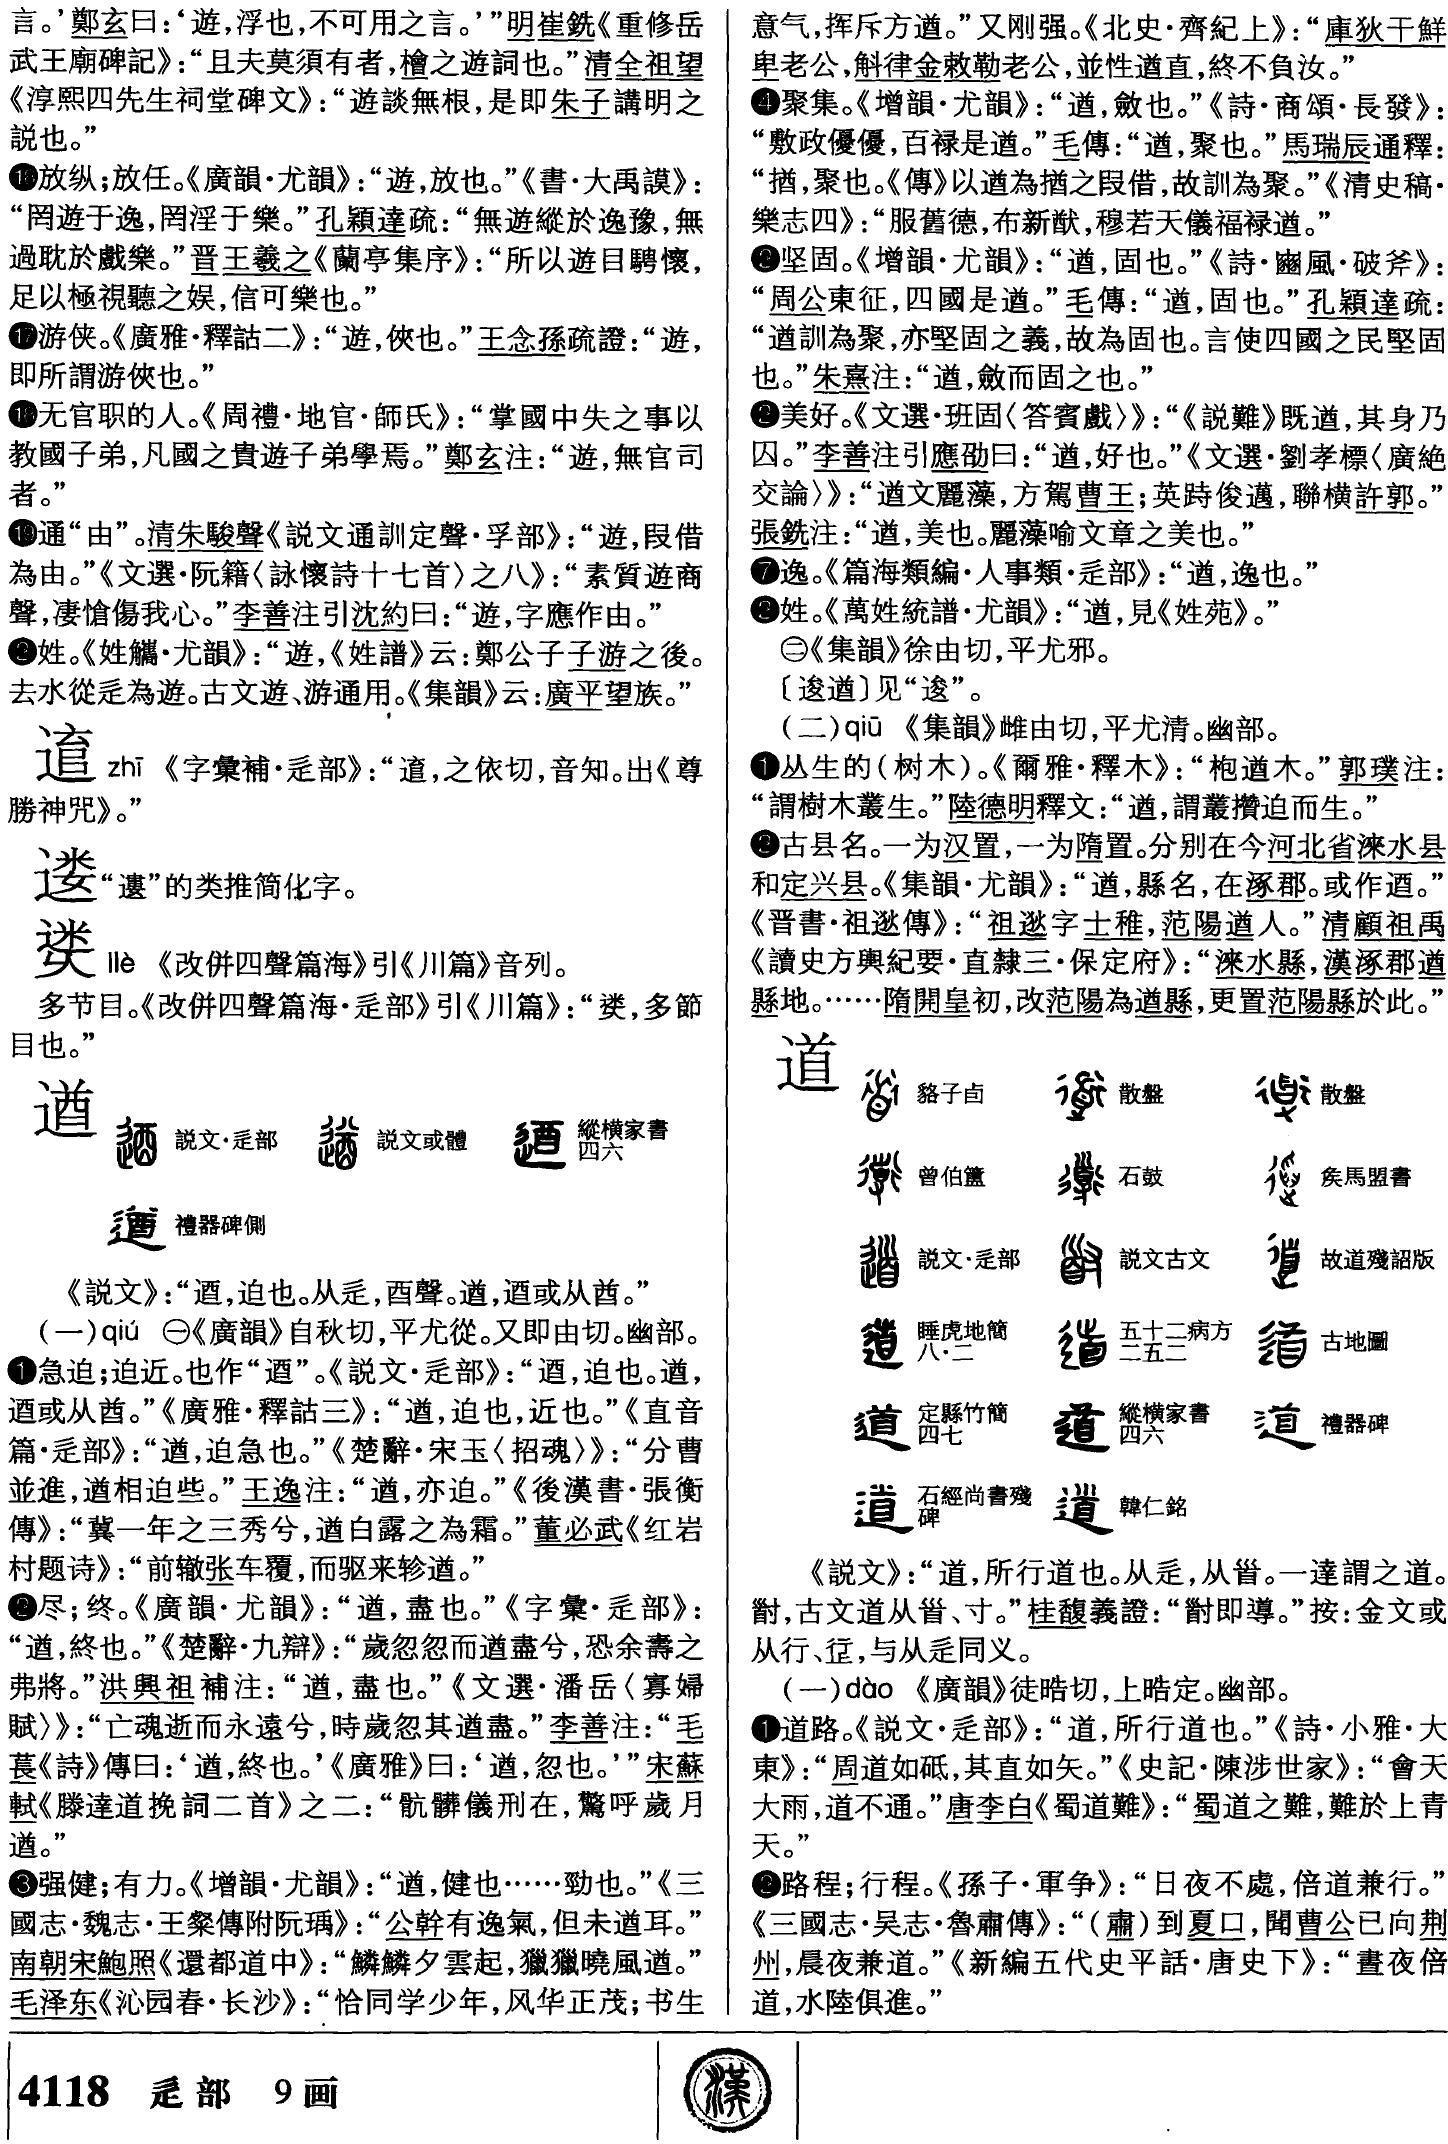 言。’鄭玄曰：‘遊，浮也，不可用之言。’”明崔銑《重修岳
武王廟碑記》：“且夫莫須有者，檜之遊詞也。”清全祖望
《淳熙四先生祠堂碑文》：“遊談無根，是即朱子講明之
説也。”
⓰放纵；放任。《廣韻·尤韻》：“遊，放也。”《書·大禹謨》：
“罔遊于逸，罔淫于樂。”孔穎達疏：“無遊縱於逸豫，無
過耽於戲樂。”晋王羲之《蘭亭集序》：“所以遊目騁懷，
足以極視聽之娱，信可樂也。”
⓱游侠。《廣雅·釋詁二》：“遊，俠也。”王念孫疏證：“遊，
即所謂游俠也。”
⓲无官职的人。《周禮·地官·師氏》：“掌國中失之事以
教國子弟，凡國之貴遊子弟學焉。”鄭玄注：“遊，無官司
者。”
⓳通“由”。清朱駿聲《説文通訓定聲·孚部》：“遊，叚借
為由。”《文選·阮籍〈詠懷詩十七首〉之八》：“素質遊商
聲，凄愴傷我心。”李善注引沈約曰：“遊，字應作由。”
⓴姓。《姓觿·尤韻》：“遊，《姓譜》云：鄭公子子游之後。
去水從辵為遊。古文遊、游通用。《集韻》云：廣平望族。”
zhī 《字彙補·辵部》：“，之依切，音知。出《尊
勝神咒》。”
“遱”的类推简化字。
liè 《改併四聲篇海》引《川篇》音列。
多节目。《改併四聲篇海·辵部》引《川篇》：“，多節
目也。”
遒
説文·辵部 説文或體 縱横家書四六
禮器碑側
《説文》：“逎，迫也。从辵，酉聲。遒，逎或从酋。”
（一）qiú ㊀《廣韻》自秋切，平尤從。又即由切。幽部。
❶急迫；迫近。也作“逎”。《説文·辵部》：“逎，迫也。遒，
逎或从酋。”《廣雅·釋詁三》：“遒，迫也，近也。”《直音
篇·辵部》：“遒，迫急也。”《楚辭·宋玉〈招魂〉》：“分曹
並進，遒相迫些。”王逸注：“遒，亦迫。”《後漢書·張衡
傳》：“冀一年之三秀兮，遒白露之為霜。”董必武《红岩
村题诗》：“前辙张车覆，而驱来轸遒。”
❷尽；终。《廣韻·尤韻》：“遒，盡也。”《字彙·辵部》：
“遒，終也。”《楚辭·九辯》：“歲忽忽而遒盡兮，恐余壽之
弗將。”洪興祖補注：“遒，盡也。”《文選·潘岳〈寡婦
賦〉》：“亡魂逝而永遠兮，時歲忽其遒盡。”李善注：“毛
萇《詩》傳曰：‘遒，終也。’《廣雅》曰：‘遒，忽也。’”宋蘇
軾《滕達道挽詞二首》之二：“骯髒儀刑在，驚呼歲月
遒。”
❸强健；有力。《增韻·尤韻》：“遒，健也……勁也。”《三
國志·魏志·王粲傳附阮瑀》：“公幹有逸氣，但未遒耳。”
南朝宋鮑照《還都道中》：“鱗鱗夕雲起，獵獵曉風遒。”
毛泽东《沁园春·长沙》：“恰同学少年，风华正茂；书生
意气，挥斥方遒。”又刚强。《北史·齊紀上》：“庫狄干鮮
卑老公，斛律金敕勒老公，並性遒直，終不負汝。”
❹聚集。《增韻·尤韻》：“遒，斂也。”《詩·商頌·長發》：
“敷政優優，百禄是遒。”毛傳：“遒，聚也。”馬瑞辰通釋：
“揂，聚也。《傳》以遒為揂之叚借，故訓為聚。”《清史稿·
樂志四》：“服舊德，布新猷，穆若天儀福禄遒。”
❺坚固。《增韻·尤韻》：“遒，固也。”《詩·豳風·破斧》：
“周公東征，四國是遒。”毛傳：“遒，固也。”孔穎達疏：
“遒訓為聚，亦堅固之義，故為固也。言使四國之民堅固
也。”朱熹注：“遒，斂而固之也。”
❻美好。《文選·班固〈答賓戲〉》：“《説難》既遒，其身乃
囚。”李善注引應劭曰：“遒，好也。”《文選·劉孝標〈廣絶
交論〉》：“遒文麗藻，方駕曹王；英跱俊邁，聯横許郭。”
張銑注：“遒，美也。麗藻喻文章之美也。”
❼逸。《篇海類編·人事類·辵部》：“遒，逸也。”
❽姓。《萬姓統譜·尤韻》：“遒，見《姓苑》。”
㊁《集韻》徐由切，平尤邪。
〔逡遒〕见“逡”。
（二）qiū 《集韻》雌由切，平尤清。幽部。
❶丛生的（树木）。《爾雅·釋木》：“枹遒木。”郭璞注：
“謂樹木叢生。”陸德明釋文：“遒，謂叢攢迫而生。”
❷古县名。一为汉置，一为隋置。分别在今河北省涞水县
和定兴县。《集韻·尤韻》：“遒，縣名，在涿郡。或作逎。”
《晋書·祖逖傳》：“祖逖字士稚，范陽遒人。”清顧祖禹
《讀史方輿紀要·直隸三·保定府》：“淶水縣，漢涿郡遒
縣地。……隋開皇初，改范陽為遒縣，更置范陽縣於此。”
道
貉子卣 散盤 散盤
曾伯簠 石鼓 矦馬盟書
説文·辵部 説文古文 故道殘詔版
睡虎地簡八·二 五十二病方二五二 古地圖
定縣竹簡四七 縱横家書四六 禮器碑
石經尚書殘碑 韓仁銘
《説文》：“道，所行道也。从辵，从𩠐。一達謂之道。
𡬹，古文道从𩠐、寸。”桂馥義證：“𡬹即導。”按：金文或
从行、彳止，与从辵同义。
（一）dào 《廣韻》徒晧切，上晧定。幽部。
❶道路。《説文·辵部》：“道，所行道也。”《詩·小雅·大
東》：“周道如砥，其直如矢。”《史記·陳涉世家》：“會天
大雨，道不通。”唐李白《蜀道難》：“蜀道之難，難於上青
天。”
❷路程；行程。《孫子·軍争》：“日夜不處，倍道兼行。”
《三國志·吴志·魯肅傳》：“（肅）到夏口，聞曹公已向荆
州，晨夜兼道。”《新編五代史平話·唐史下》：“晝夜倍
道，水陸俱進。”
4118 辵部 9画
漢